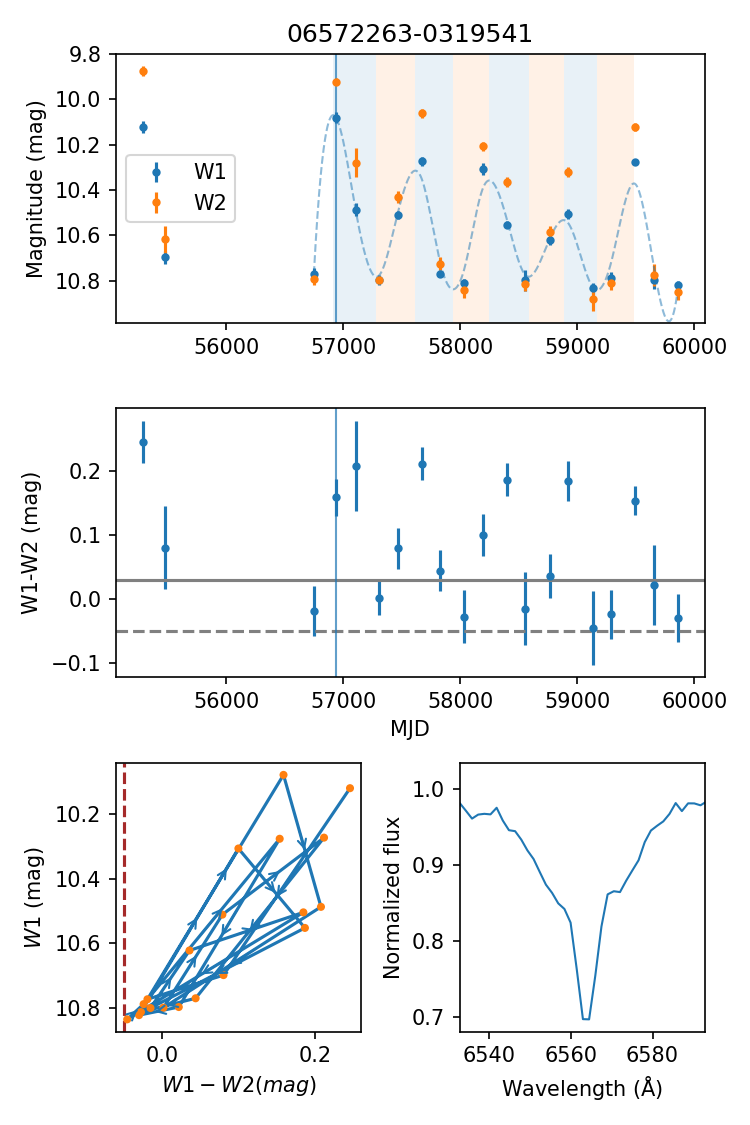 06572263-0319541
9.8
10.0
10.2
10.4
10.6
10.8
Magnitude (mag)
W1
W2
56000 57000 58000 59000 60000
0.2
0.1
0.0
−0.1
W1-W2 (mag)
56000 57000 58000 59000 60000
MJD
10.2
10.4
10.6
10.8
W1 (mag)
0.0 0.2
W1 − W2(mag)
1.0
0.9
0.8
0.7
Normalized flux
6540 6560 6580
Wavelength (Å)